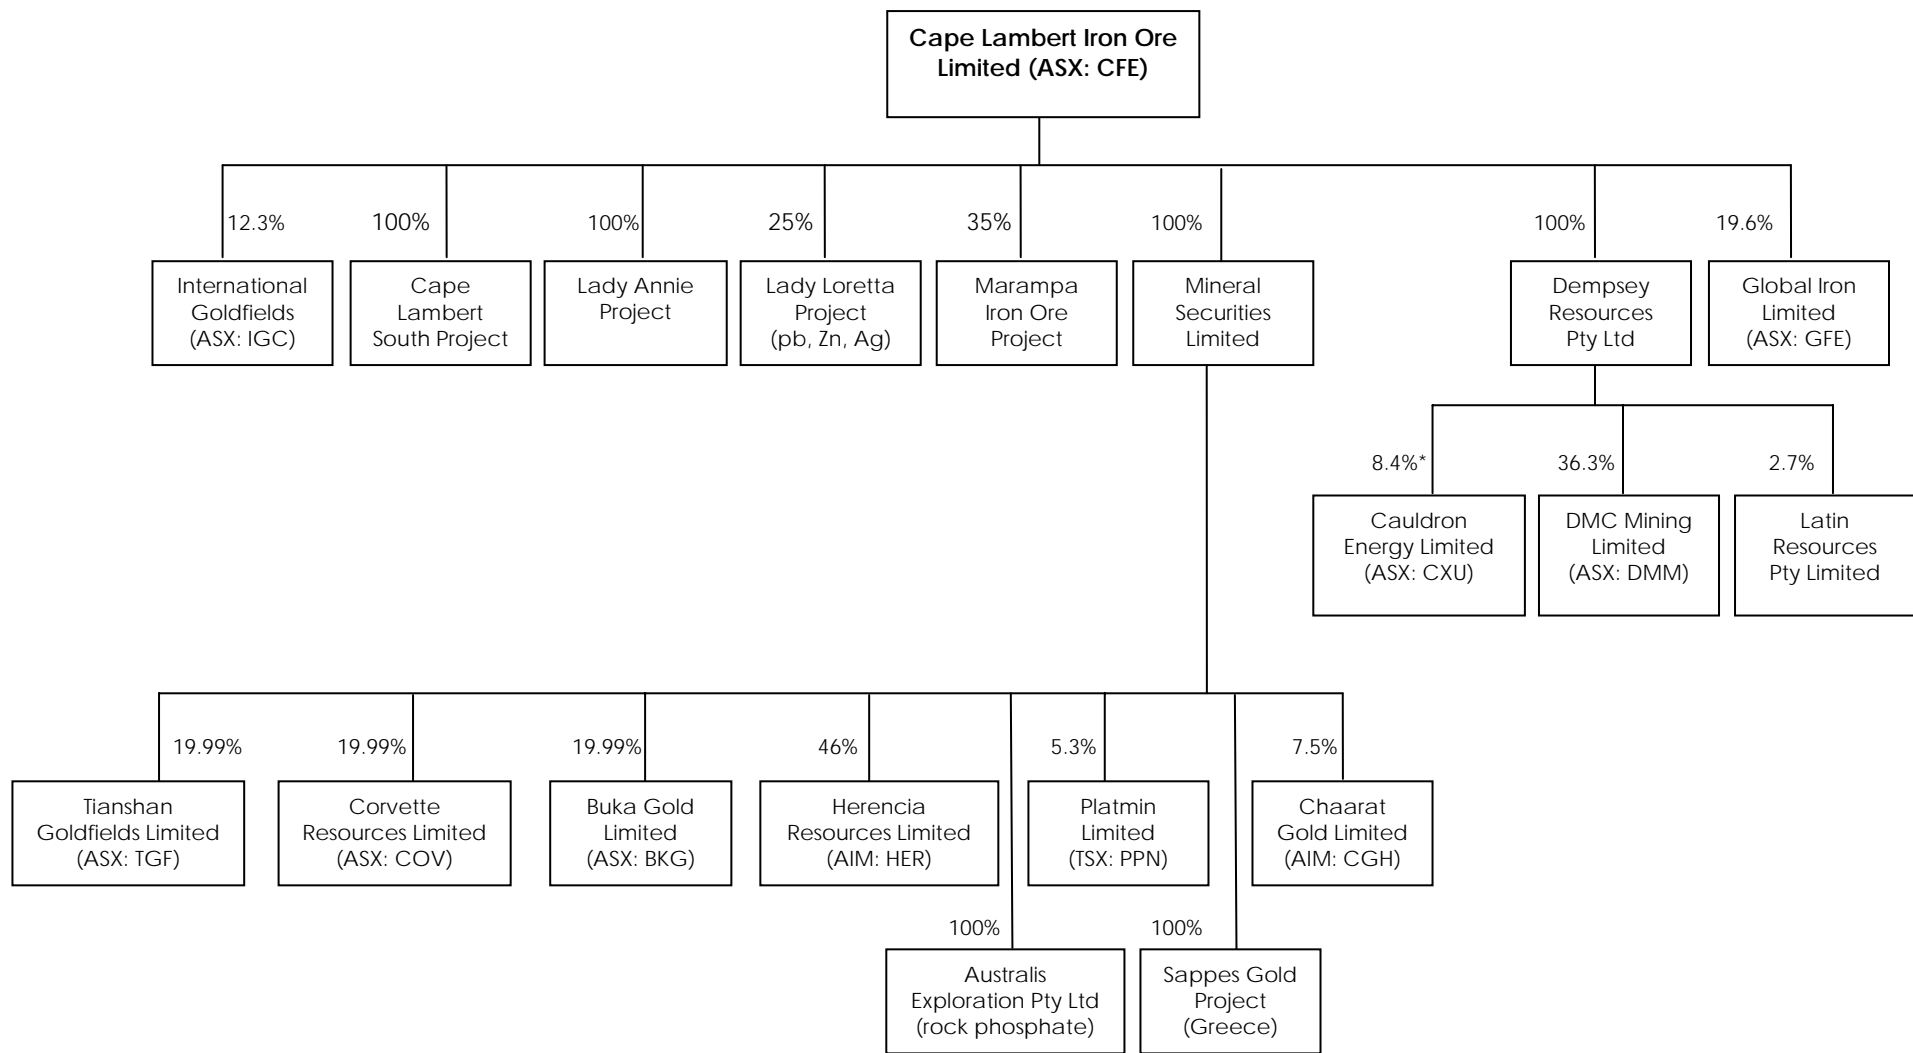 Cape Lambert Iron Ore
Limited (ASX: CFE)
12.3%
100%
100%
25%
35%
100%
100%
19.6%
International
Goldfields
(ASX: IGC)
Cape
Lambert
South Project
Lady Annie
Project
Lady Loretta
Project
(pb, Zn, Ag)
Marampa
Iron Ore
Project
Mineral
Securities
Limited
Dempsey
Resources
Pty Ltd
Global Iron
Limited
(ASX: GFE)
8.4%*
36.3%
2.7%
Cauldron
Energy Limited
(ASX: CXU)
DMC Mining
Limited
(ASX: DMM)
Latin
Resources
Pty Limited
19.99%
19.99%
19.99%
46%
5.3%
7.5%
Tianshan
Goldfields Limited
(ASX: TGF)
Corvette
Resources Limited
(ASX: COV)
Buka Gold
Limited
(ASX: BKG)
Herencia
Resources Limited
(AIM: HER)
Platmin
Limited
(TSX: PPN)
Chaarat
Gold Limited
(AIM: CGH)
100%
100%
Australis
Exploration Pty Ltd
(rock phosphate)
Sappes Gold
Project
(Greece)